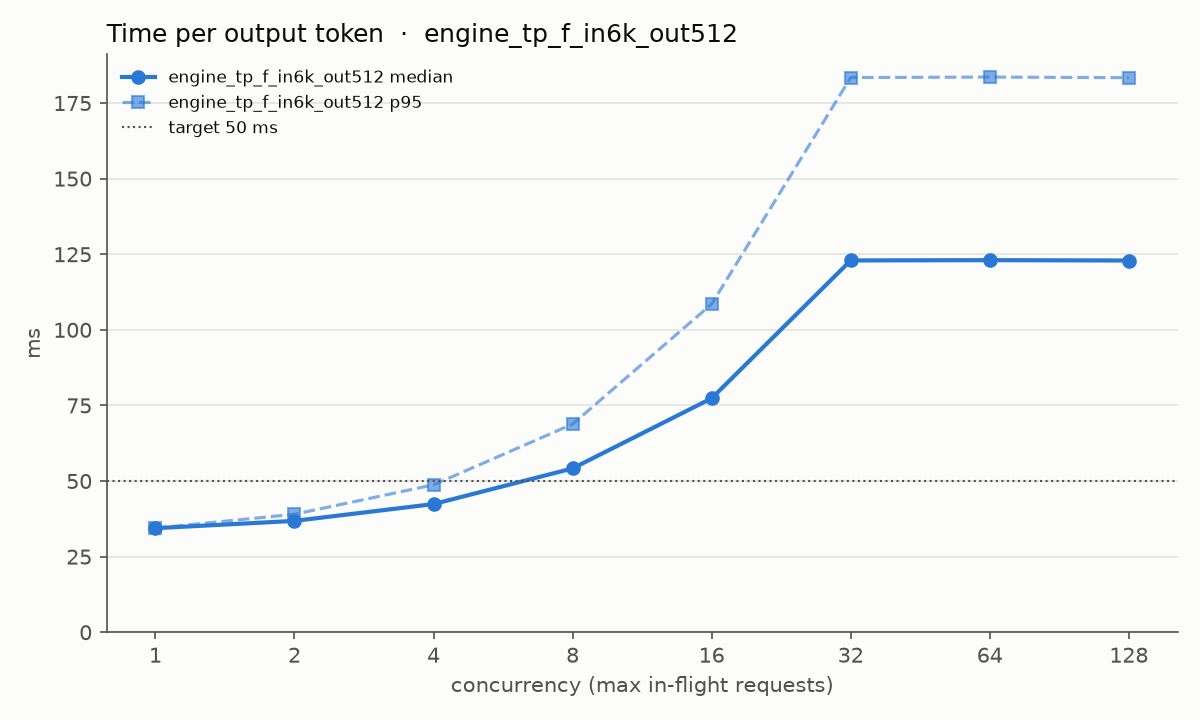 Time per output token · engine_tp_f_in6k_out512
engine_tp_f_in6k_out512 median
engine_tp_f_in6k_out512 p95
target 50 ms
175
150
125
100
75
50
25
0
ms
1 2 4 8 16 32 64 128
concurrency (max in-flight requests)